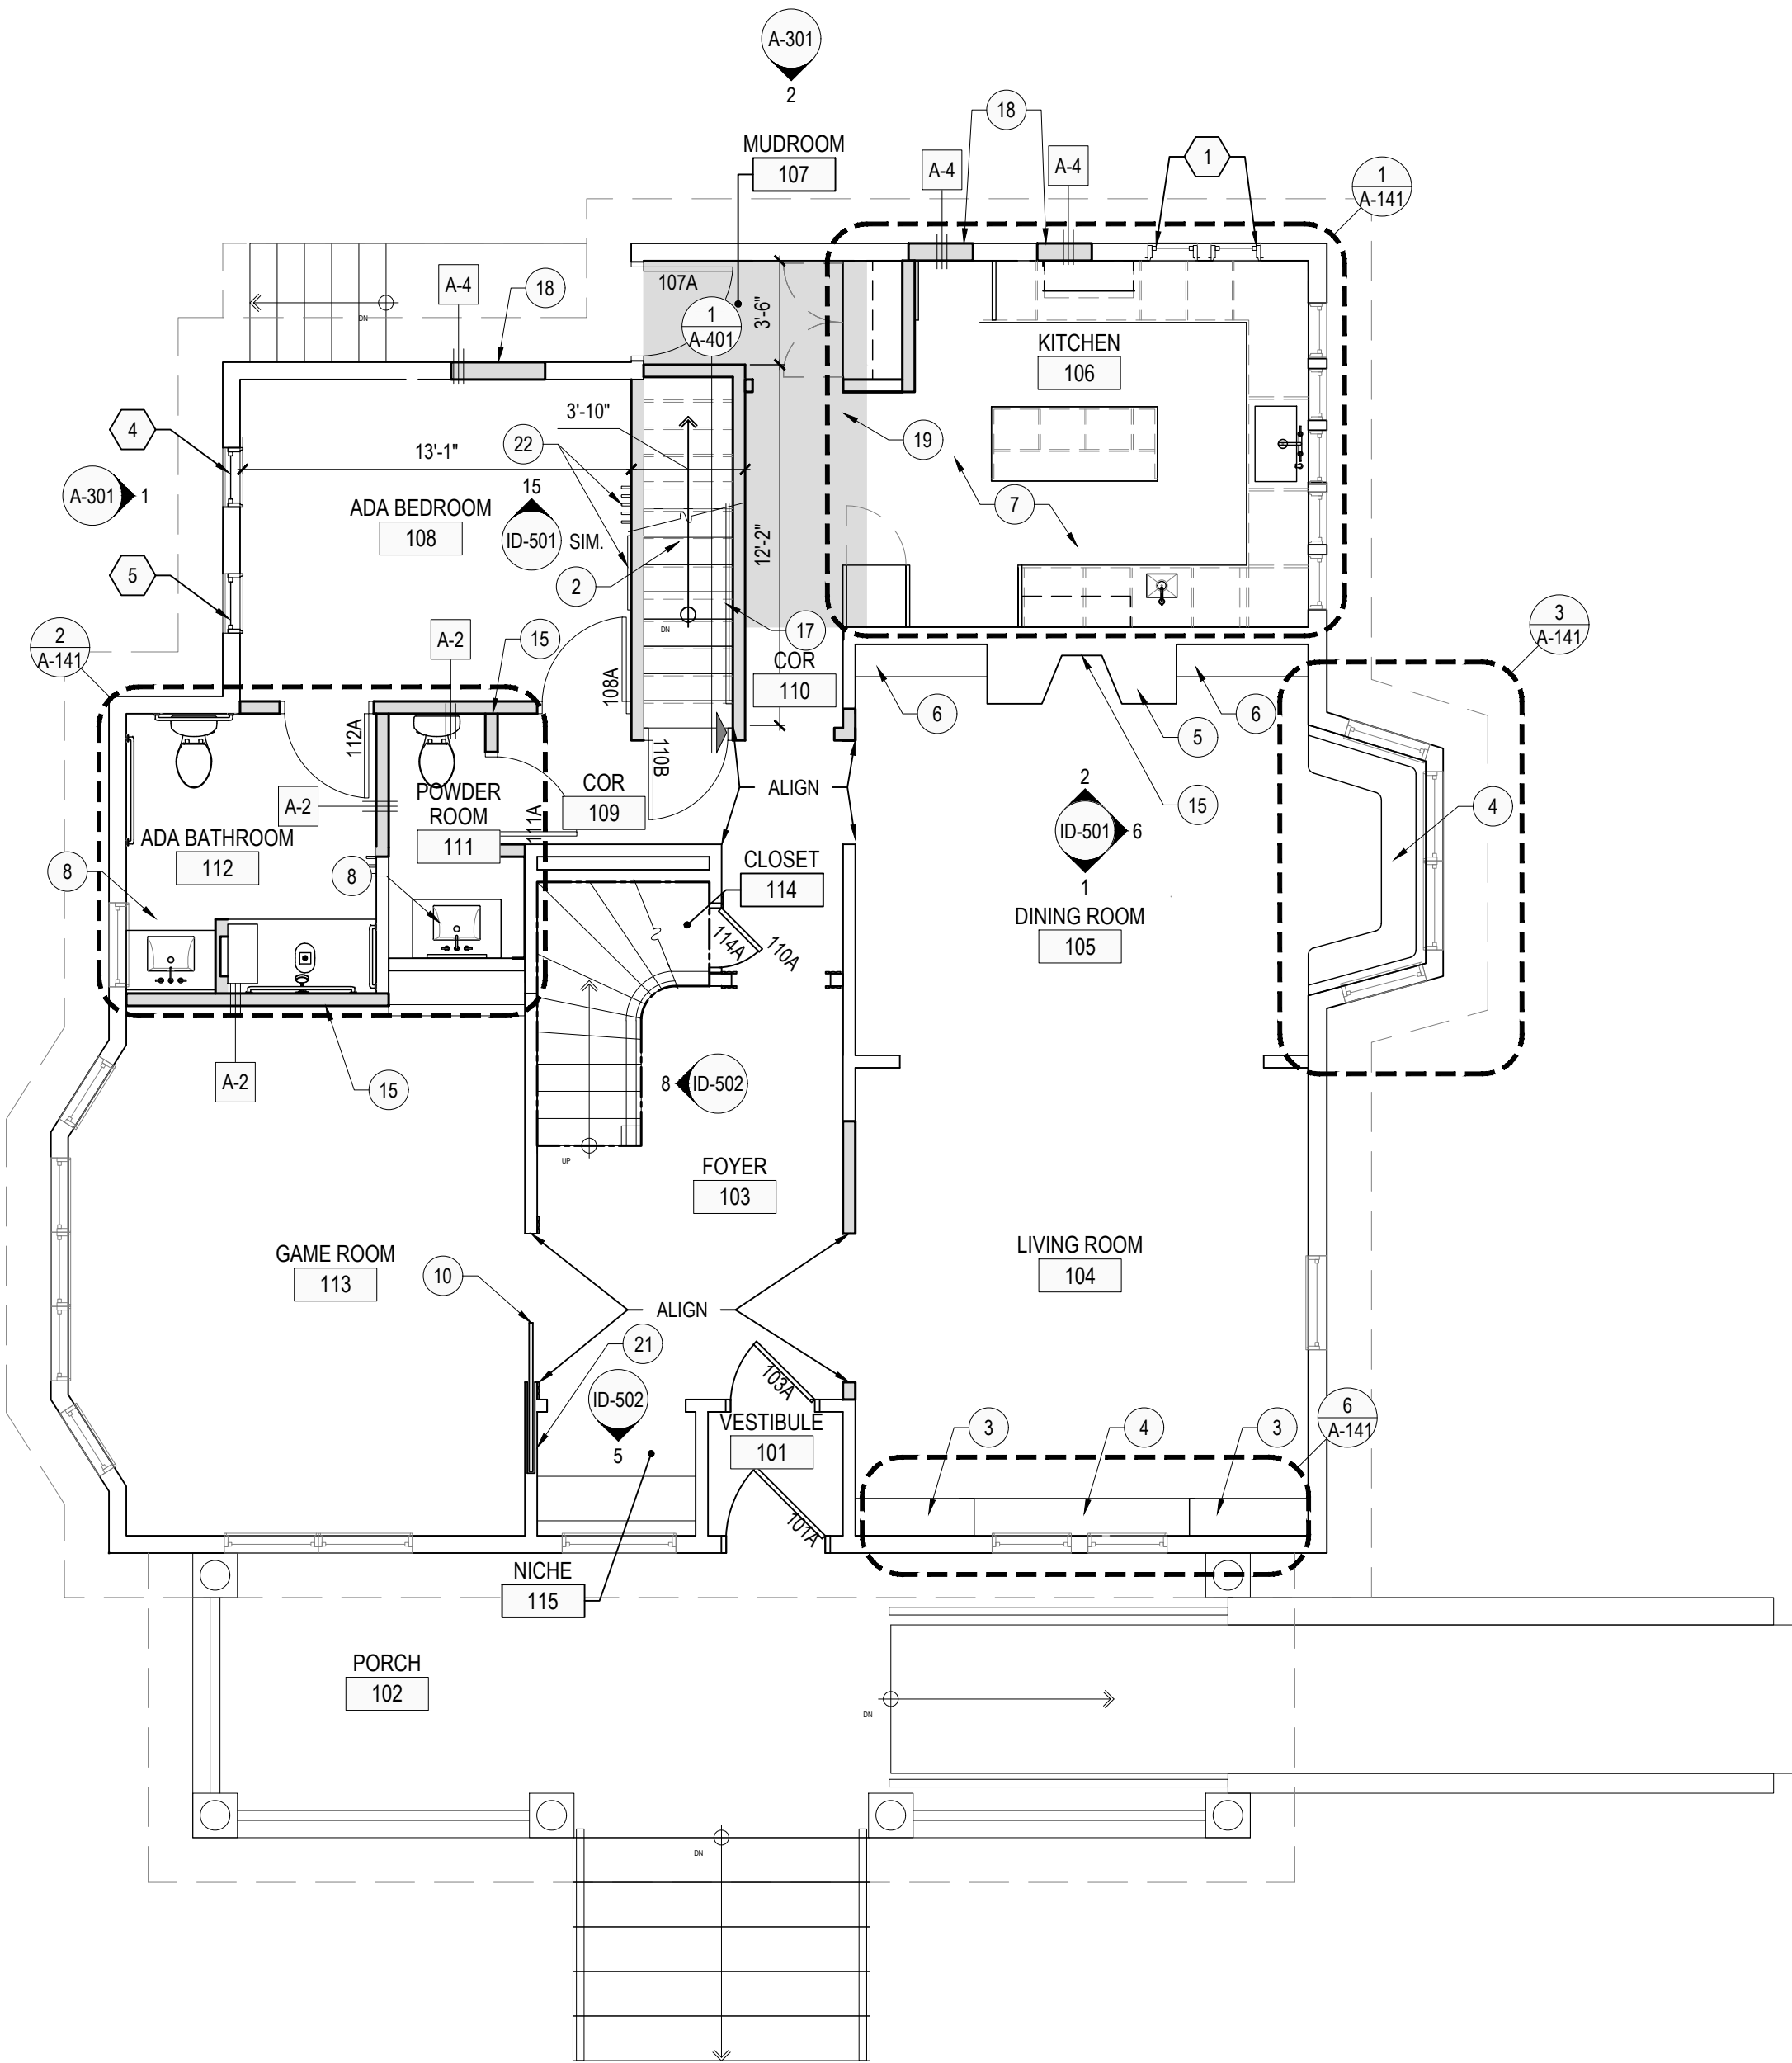 A-301
2
MUDROOM
107
18
A-4
A-4
1
1
A-141
107A
3'-6"
1
A-401
A-4
18
DN
KITCHEN
106
4
3'-10"
22
13'-1"
19
A-301
1
15
ADA BEDROOM
108
ID-501
SIM.
7
12'-2"
5
2
DN
17
2
A-141
A-2
15
3
A-141
COR
110
108A
6
6
5
112A
110B
ALIGN
2
15
4
COR
109
POWDER
ROOM
111
A-2
111A
ID-501
6
1
ADA BATHROOM
112
8
8
CLOSET
114
114A
110A
DINING ROOM
105
A-2
15
8
ID-502
UP
FOYER
103
GAME ROOM
113
10
LIVING ROOM
104
ALIGN
21
103A
ID-502
5
VESTIBULE
101
3
4
3
6
A-141
101A
NICHE
115
PORCH
102
DN
DN